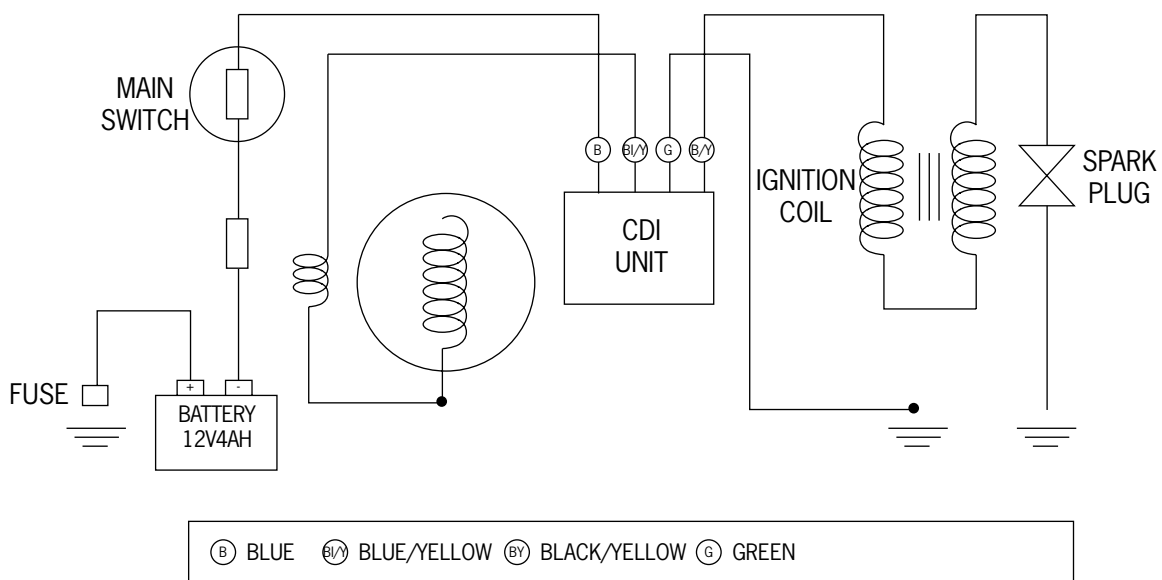 MAIN
SWITCH
B
Bl/Y
G
B/Y
CDI
UNIT
IGNITION
COIL
SPARK
PLUG
FUSE
+
-
BATTERY
12V4AH
B BLUE Bl/Y BLUE/YELLOW BY BLACK/YELLOW G GREEN